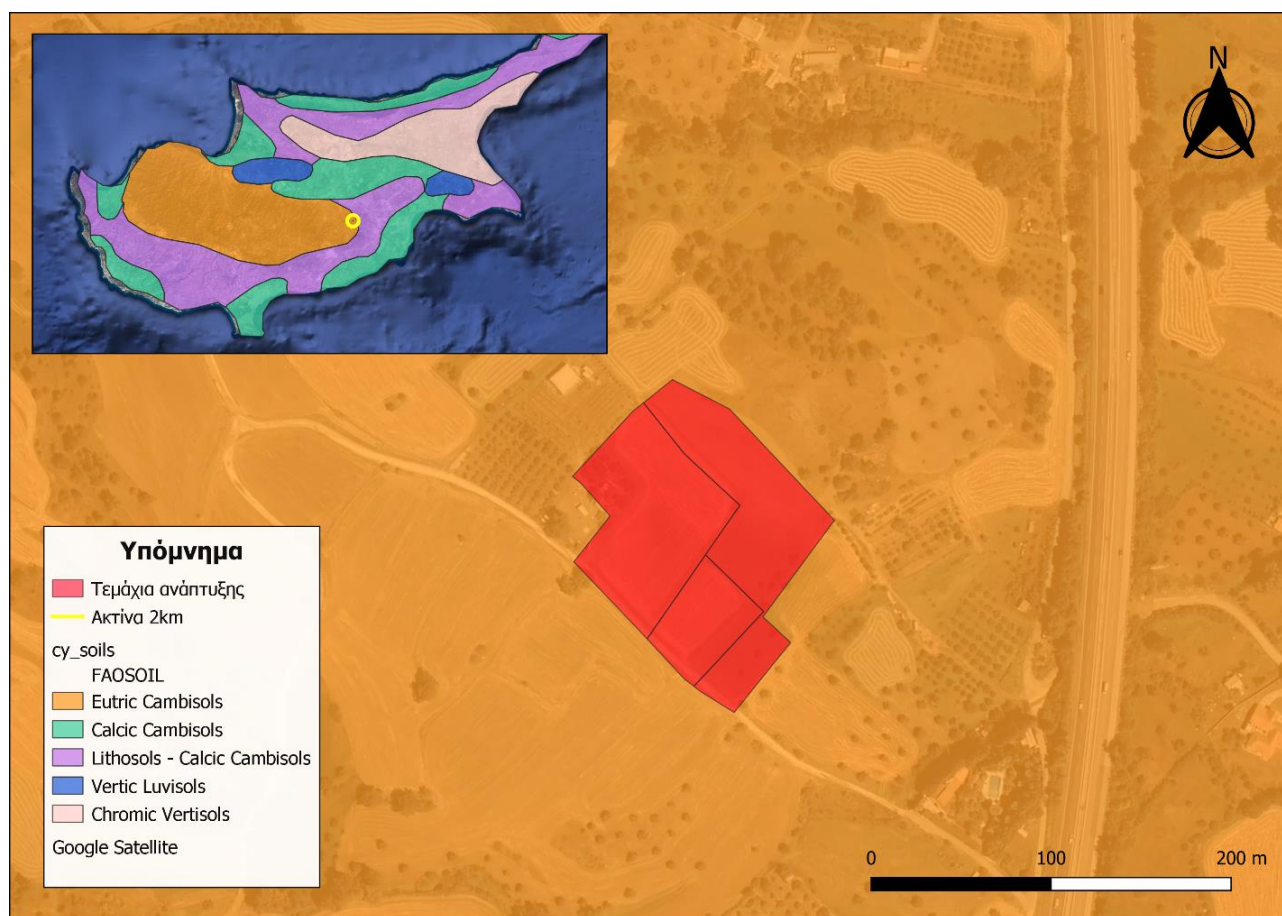 N
Υπόμνημα
Τεμάχια ανάπτυξης
Ακτίνα 2km
cy_soils
FAOSOIL
Eutric Cambisols
Calcic Cambisols
Lithosols - Calcic Cambisols
Vertic Luvisols
Chromic Vertisols
Google Satellite
0 100 200 m